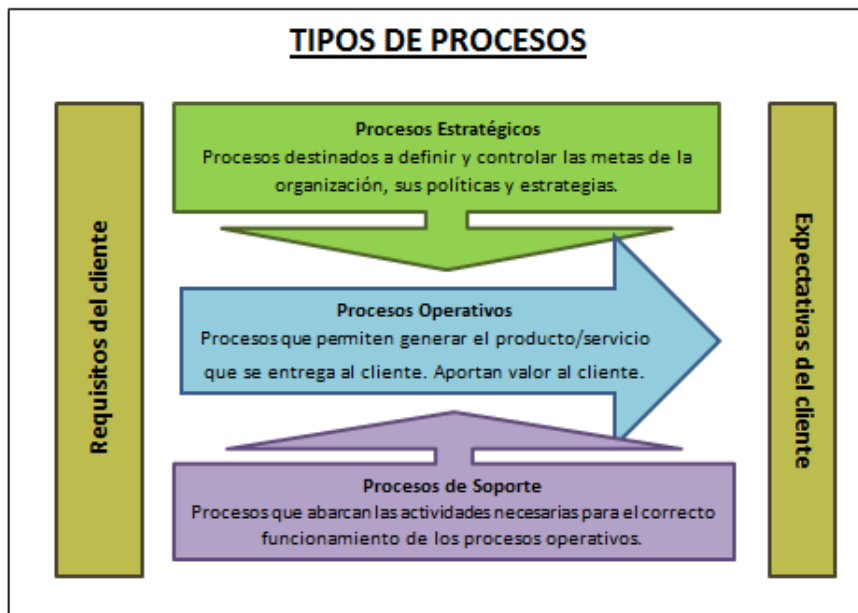 TIPOS DE PROCESOS
Requisitos del cliente
Procesos Estratégicos
Procesos destinados a definir y controlar las metas de la
organización, sus políticas y estrategias.
Procesos Operativos
Procesos que permiten generar el producto/servicio
que se entrega al cliente. Aportan valor al cliente.
Procesos de Soporte
Procesos que abarcan las actividades necesarias para el correcto
funcionamiento de los procesos operativos.
Expectativas del cliente